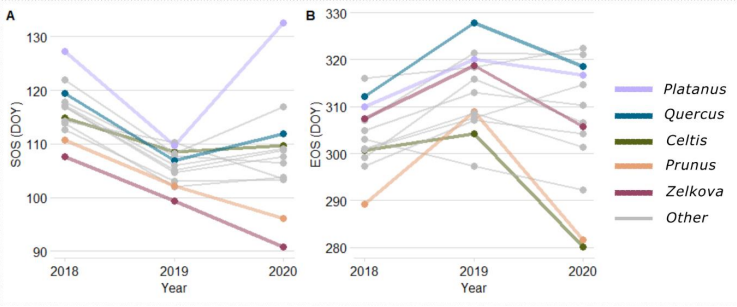 A
B
SOS (DOY)
130
120
110
100
90
2018
2019
2020
Year
EOS (DOY)
330
320
310
300
290
280
2018
2019
2020
Year
Platanus
Quercus
Celtis
Prunus
Zelkova
Other